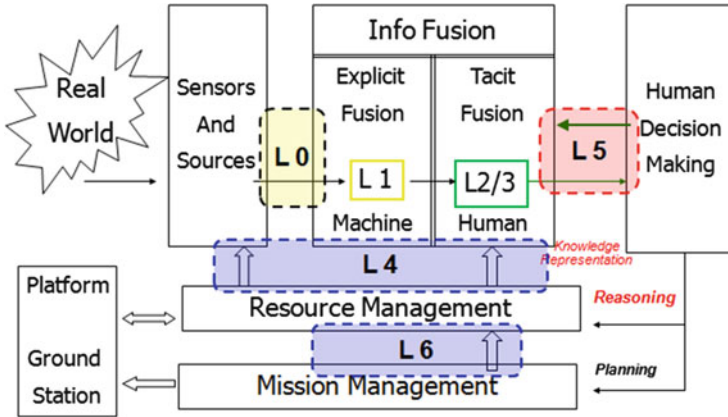 Real
World
Sensors
And
Sources
L 0
Info Fusion
Explicit
Fusion
L 1
Machine
Tacit
Fusion
L2/3
Human
L 5
Human
Decision
Making
Knowledge
Representation
L 4
Platform
Ground
Station
Resource Management
Reasoning
L 6
Mission Management
Planning